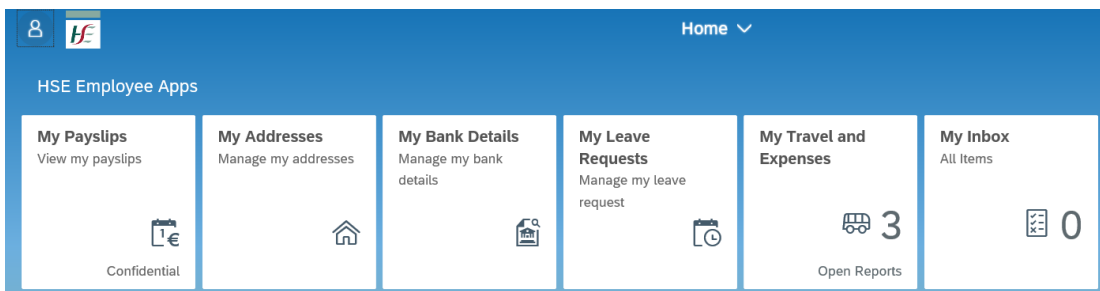 HSE
Home
HSE Employee Apps
My Payslips
View my payslips
1
€
Confidential
My Addresses
Manage my addresses
My Bank Details
Manage my bank
details
My Leave
Requests
Manage my leave
request
My Travel and
Expenses
3
Open Reports
My Inbox
All Items
0